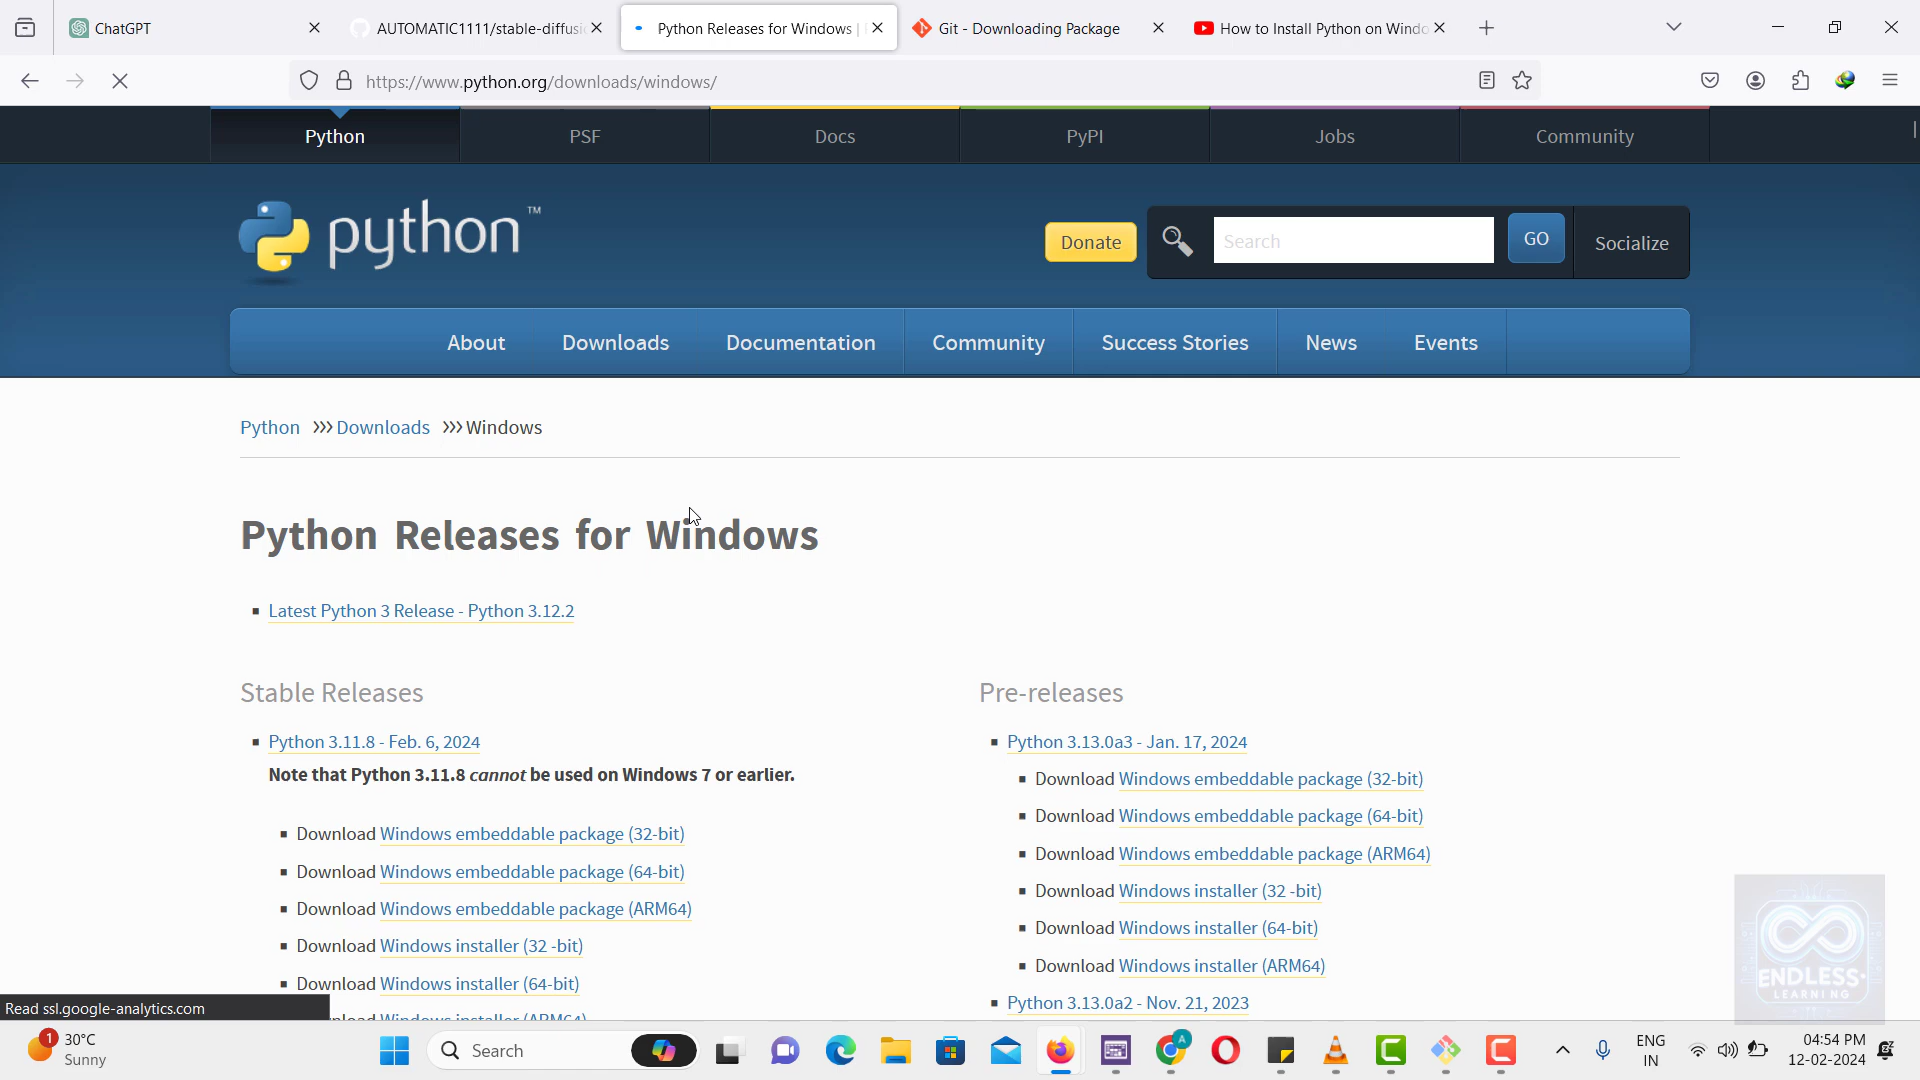 ChatGPT
AUTOMATIC1111/stable-diffusi
Python Releases for Windows |
Git - Downloading Package
How to Install Python on Windo
https://www.python.org/downloads/windows/
Python
PSF
Docs
PyPI
Jobs
Community
python™
Donate
Search
GO
Socialize
About
Downloads
Documentation
Community
Success Stories
News
Events
Python >>> Downloads >>> Windows
Python Releases for Windows
Latest Python 3 Release - Python 3.12.2
Stable Releases
Python 3.11.8 - Feb. 6, 2024
Note that Python 3.11.8 cannot be used on Windows 7 or earlier.
Download Windows embeddable package (32-bit)
Download Windows embeddable package (64-bit)
Download Windows embeddable package (ARM64)
Download Windows installer (32 -bit)
Download Windows installer (64-bit)
Windows installer (ARM64)
Pre-releases
Python 3.13.0a3 - Jan. 17, 2024
Download Windows embeddable package (32-bit)
Download Windows embeddable package (64-bit)
Download Windows embeddable package (ARM64)
Download Windows installer (32 -bit)
Download Windows installer (64-bit)
Download Windows installer (ARM64)
Python 3.13.0a2 - Nov. 21, 2023
ENDLESS
LEARNING
Read ssl.google-analytics.com
1
30°C
Sunny
Search
A
ENG
IN
04:54 PM
12-02-2024